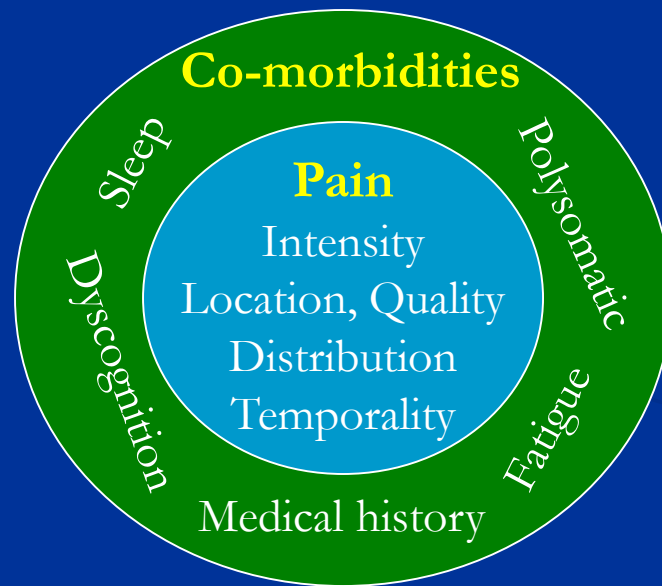 Co-morbidities
Sleep
Polysomatic
Pain
Intensity
Location, Quality
Distribution
Temporality
Dyscognition
Fatigue
Medical history